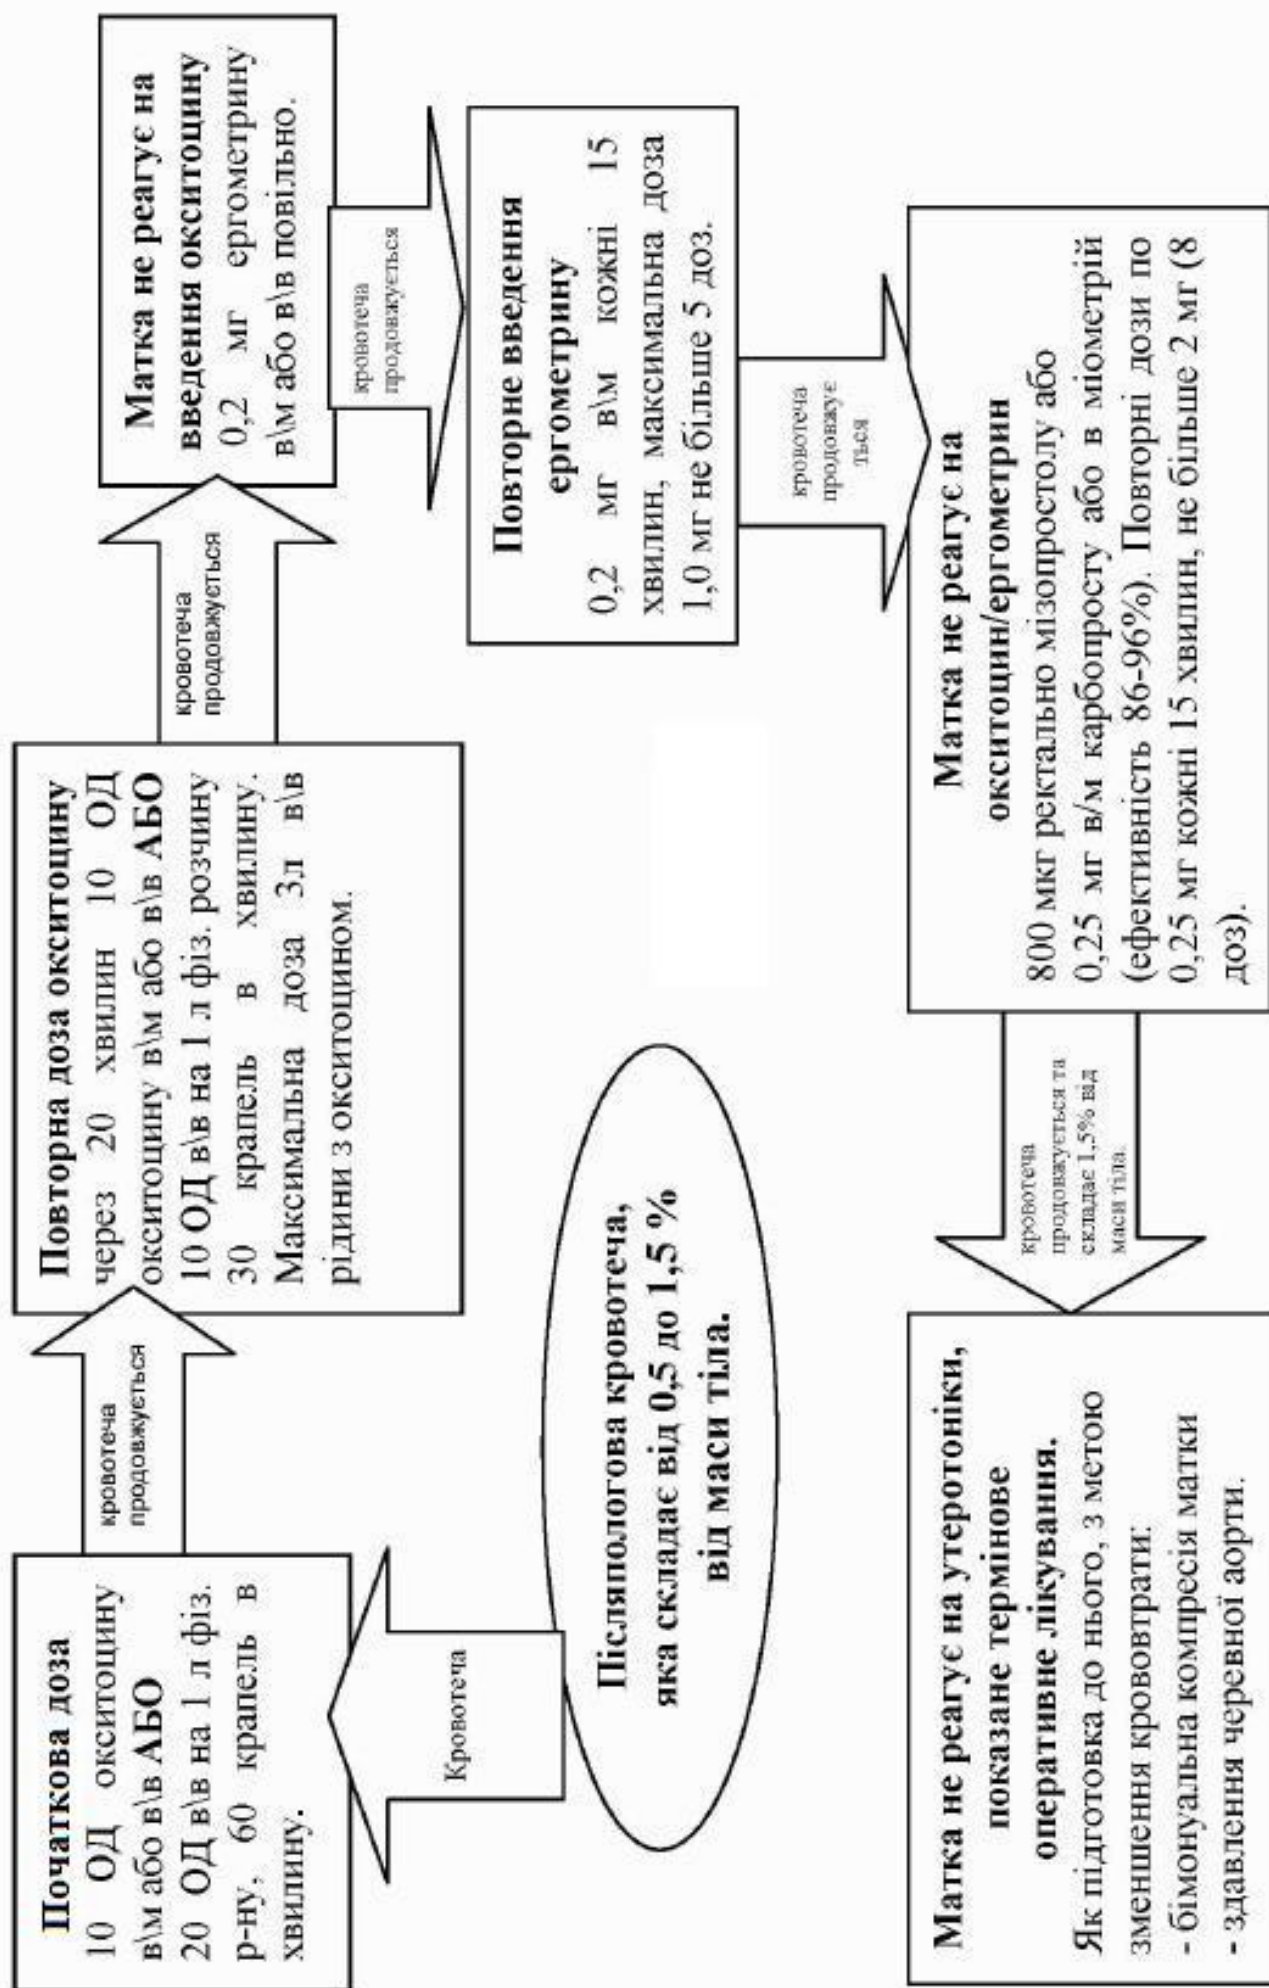 Післяпологова кровотеча,
яка складає від 0,5 до 1,5 %
від маси тіла.
Кровотеча
Початкова доза
10 ОД окситоцину
в\м або в\в АБО
20 ОД в\в на 1 л фіз.
р-ну, 60 крапель в
хвилину.
кровотеча
продовжується
Повторна доза окситоцину
через 20 хвилин 10 ОД
окситоцину в\м або в\в АБО
10 ОД в\в на 1 л фіз. розчину
30 крапель в хвилину.
Максимальна доза 3л в\в
рідини з окситоцином.
кровотеча
продовжується
Матка не реагує на
введення окситоцину
0,2 мг ергометрину
в\м або в\в повільно.
кровотеча
продовжується
Повторне введення
ергометрину
0,2 мг в\м кожні 15
хвилин, максимальна доза
1,0 мг не більше 5 доз.
кровотеча
продовжує
ться
Матка не реагує на
окситоцин/ергометрин
800 мкг ректально мізопростолу або
0,25 мг в/м карбопросту або в міометрій
(ефективність 86-96%). Повторні дози по
0,25 мг кожні 15 хвилин, не більше 2 мг (8
доз).
кровотеча
продовжується та
складає 1,5% від
маси тіла.
Матка не реагує на утеротоніки,
показане термінове
оперативне лікування.
Як підготовка до нього, з метою
зменшення крововтрати:
- бімонуальна компресія матки
- здавлення черевної аорти.